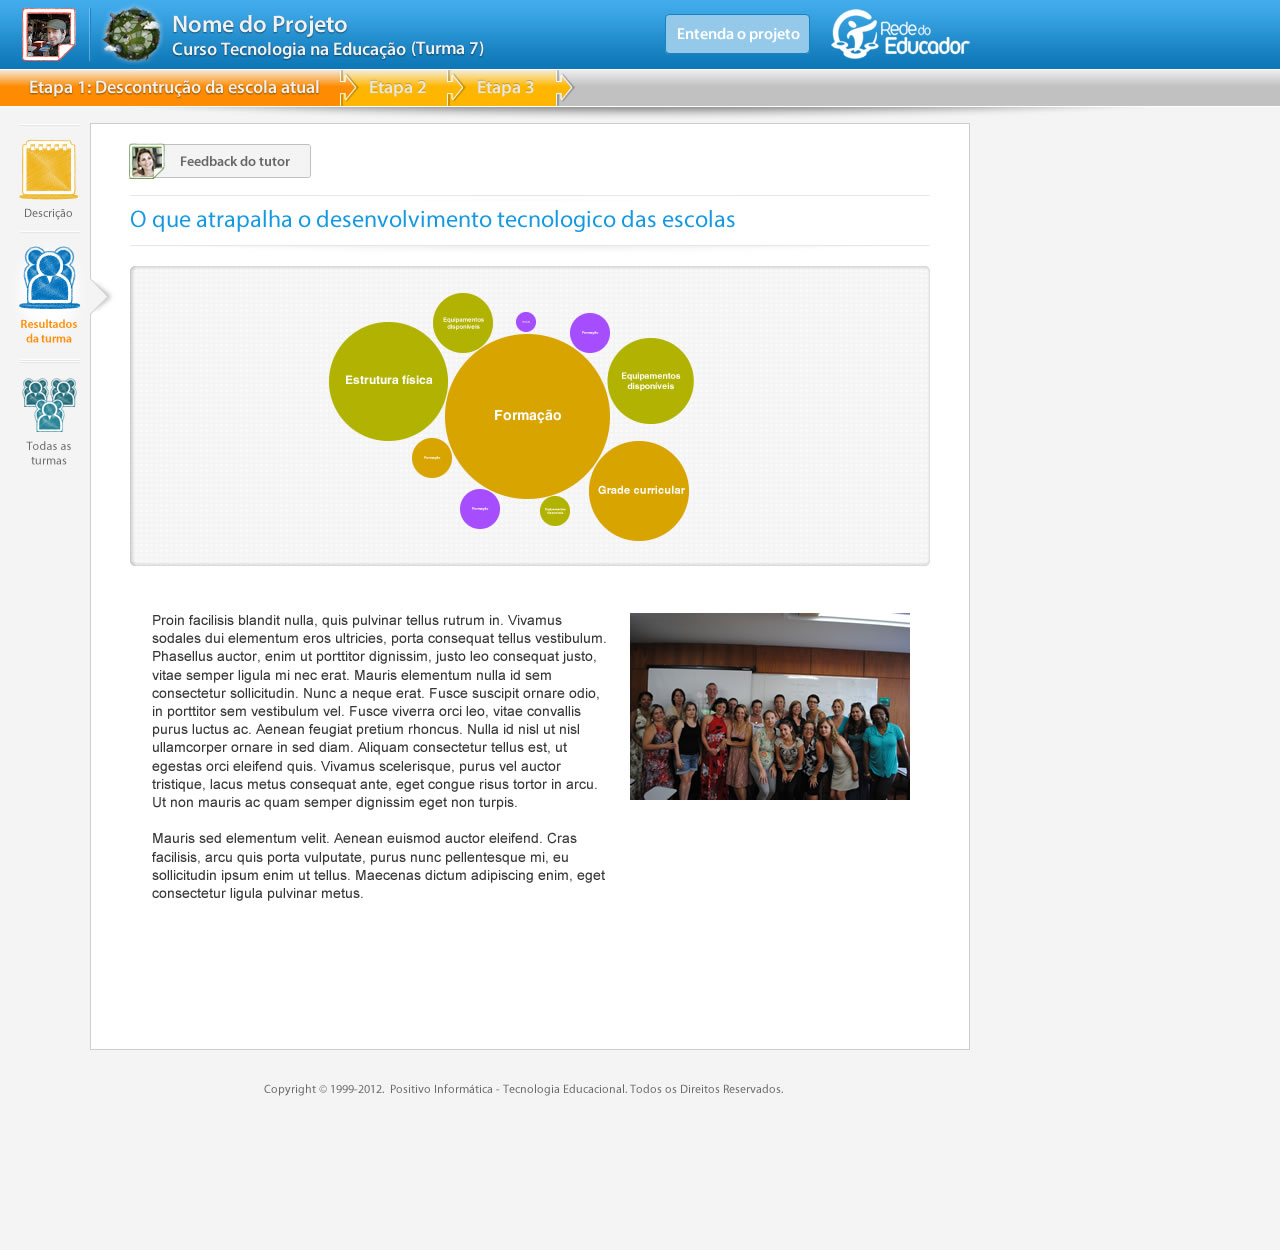 Nome do Projeto
Curso Tecnologia na Educação (Turma 7)
Entenda o projeto
Rede do
Educador
Etapa 1: Descontrução da escola atual
Etapa 2
Etapa 3
Descrição
Resultados
da turma
Todas as
turmas
Feedback do tutor
O que atrapalha o desenvolvimento tecnologico das escolas
Equipamentos
disponíveis
Formação
Estrutura física
Equipamentos
disponíveis
Formação
Formação
Grade curricular
Formação
Proin facilisis blandit nulla, quis pulvinar tellus rutrum in. Vivamus
sodales dui elementum eros ultricies, porta consequat tellus vestibulum.
Phasellus auctor, enim ut porttitor dignissim, justo leo consequat justo,
vitae semper ligula mi nec erat. Mauris elementum nulla id sem
consectetur sollicitudin. Nunc a neque erat. Fusce suscipit ornare odio,
in porttitor sem vestibulum vel. Fusce viverra orci leo, vitae convallis
purus luctus ac. Aenean feugiat pretium rhoncus. Nulla id nisl ut nisl
ullamcorper ornare in sed diam. Aliquam consectetur tellus est, ut
egestas orci eleifend quis. Vivamus scelerisque, purus vel auctor
tristique, lacus metus consequat ante, eget congue risus tortor in arcu.
Ut non mauris ac quam semper dignissim eget non turpis.
Mauris sed elementum velit. Aenean euismod auctor eleifend. Cras
facilisis, arcu quis porta vulputate, purus nunc pellentesque mi, eu
sollicitudin ipsum enim ut tellus. Maecenas dictum adipiscing enim, eget
consectetur ligula pulvinar metus.
Copyright © 1999-2012. Positivo Informática - Tecnologia Educacional. Todos os Direitos Reservados.